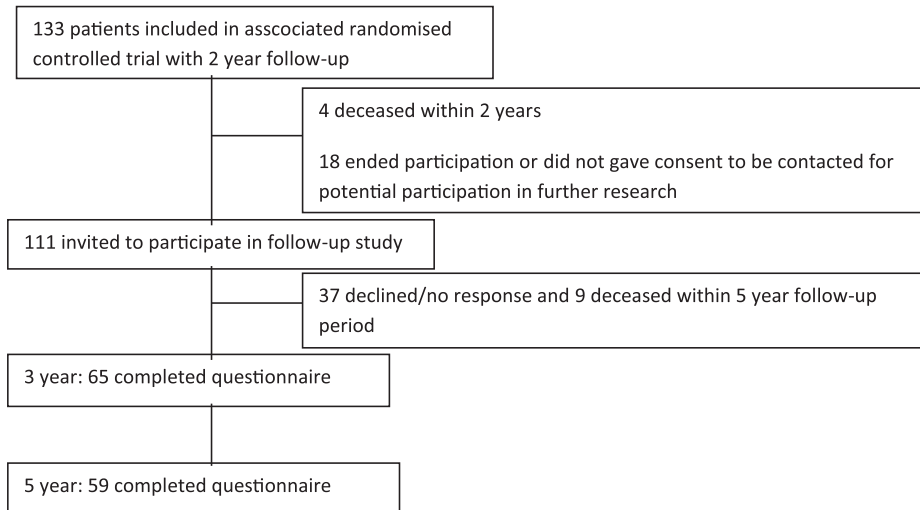 133 patients included in asscociated randomised
controlled trial with 2 year follow-up
4 deceased within 2 years
18 ended participation or did not gave consent to be contacted for
potential participation in further research
111 invited to participate in follow-up study
37 declined/no response and 9 deceased within 5 year follow-up
period
3 year: 65 completed questionnaire
5 year: 59 completed questionnaire